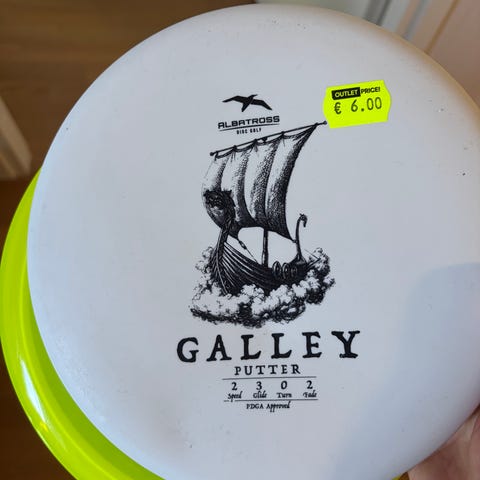 OUTLET PRICE!
€ 6.00
ALBATROSS
DISC GOLF
GALLEY
PUTTER
2 3 0 2
Speed Glide Turn Fade
PDGA Approved